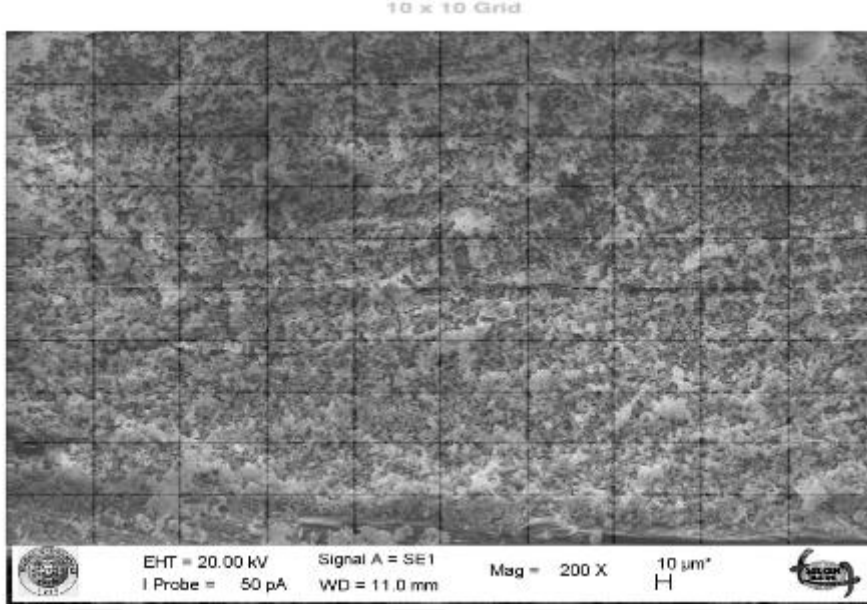 10 x 10 Grid
EHT = 20.00 kV Signal A = SE1 Mag = 200 X 10 µm*
I Probe = 50 pA WD = 11.0 mm